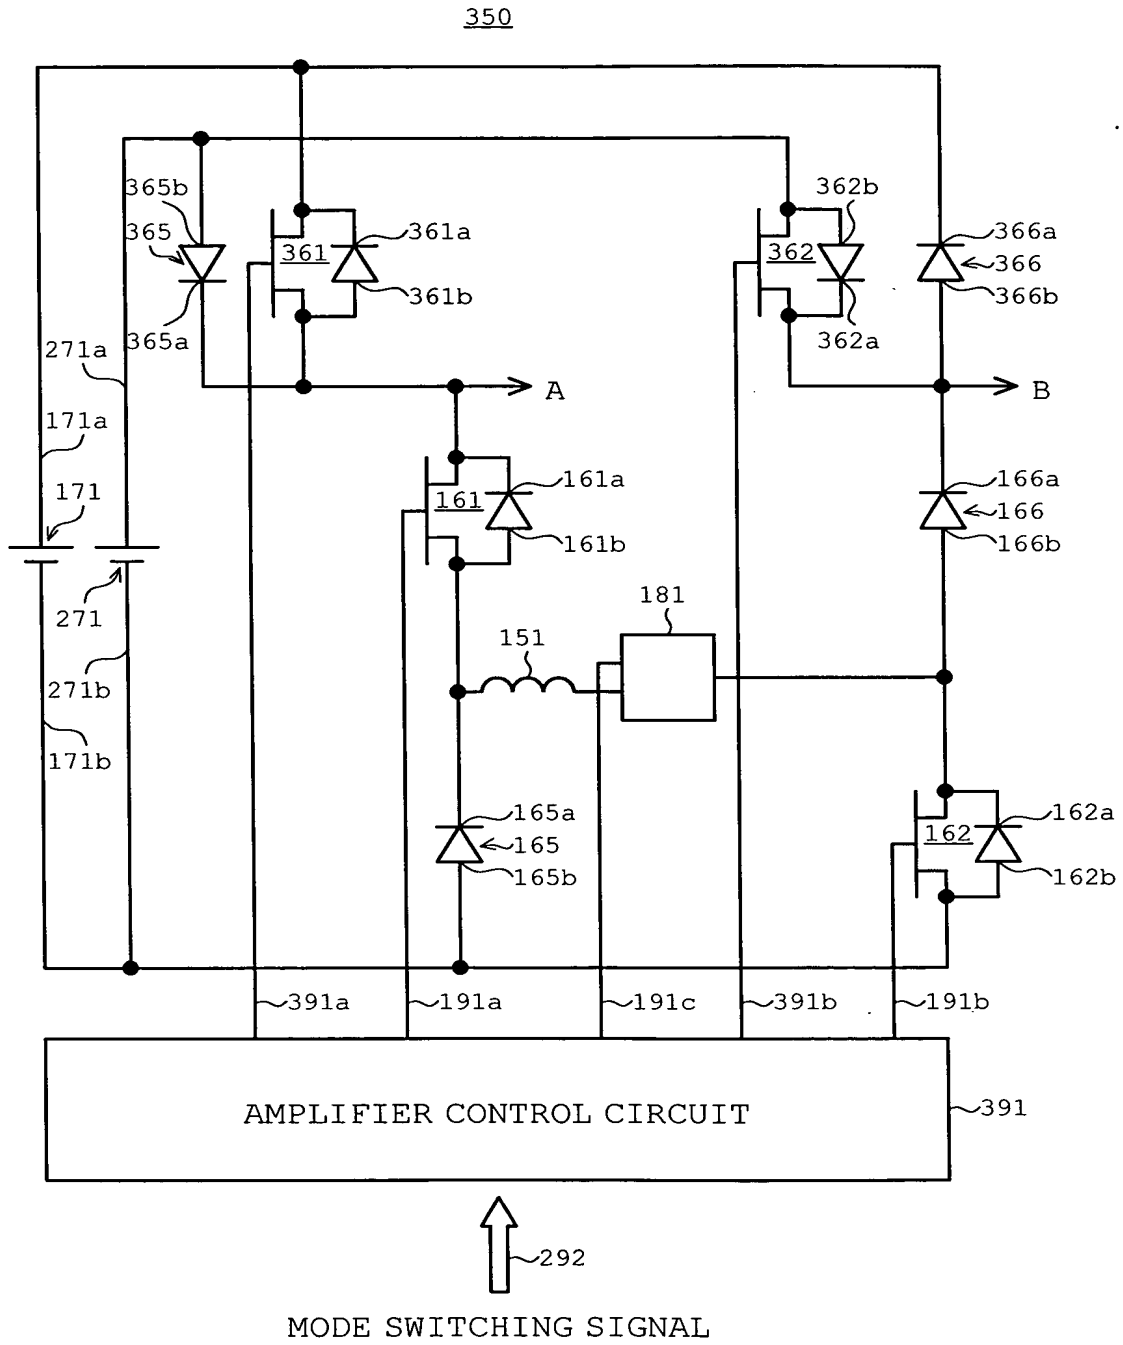 350
365b
365
365a
361
361a
361b
362b
362
362a
366a
366
366b
271a
171a
171
A
B
161a
161
161b
166a
166
166b
271
271b
171b
151
181
165a
165
165b
162a
162
162b
391a
191a
191c
391b
191b
AMPLIFIER CONTROL CIRCUIT
391
292
MODE SWITCHING SIGNAL